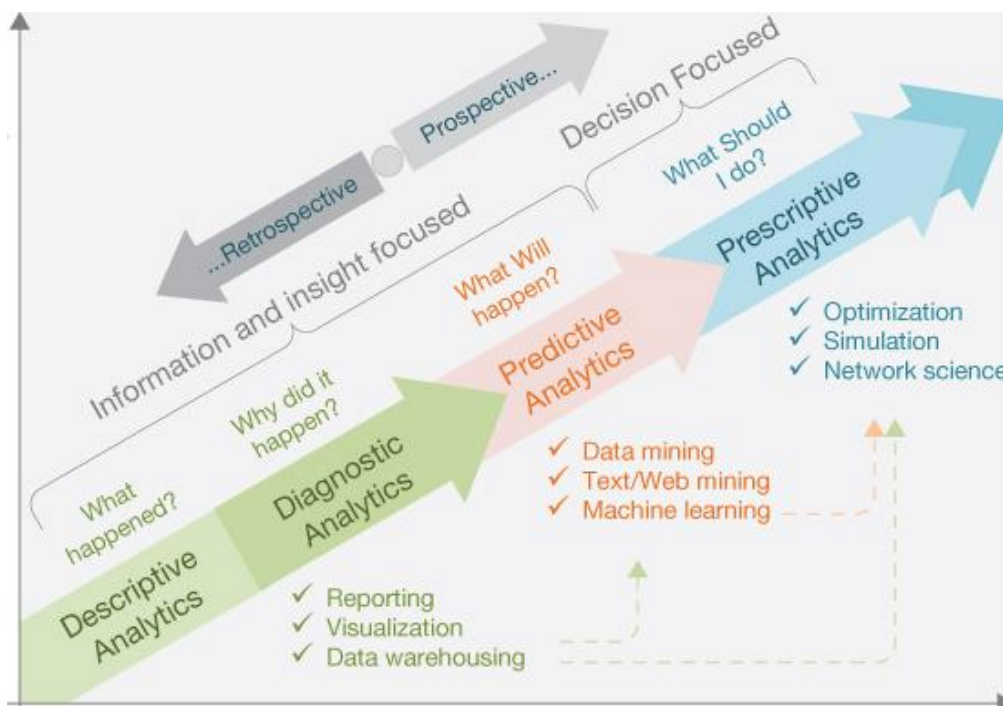 ...Retrospective
Prospective...
Information and insight focused
Decision Focused
What
happened?
Why did it
happen?
What Will
happen?
What Should
I do?
Descriptive
Analytics
Diagnostic
Analytics
Predictive
Analytics
Prescriptive
Analytics
✓ Reporting
✓ Visualization
✓ Data warehousing
✓ Data mining
✓ Text/Web mining
✓ Machine learning
✓ Optimization
✓ Simulation
✓ Network science